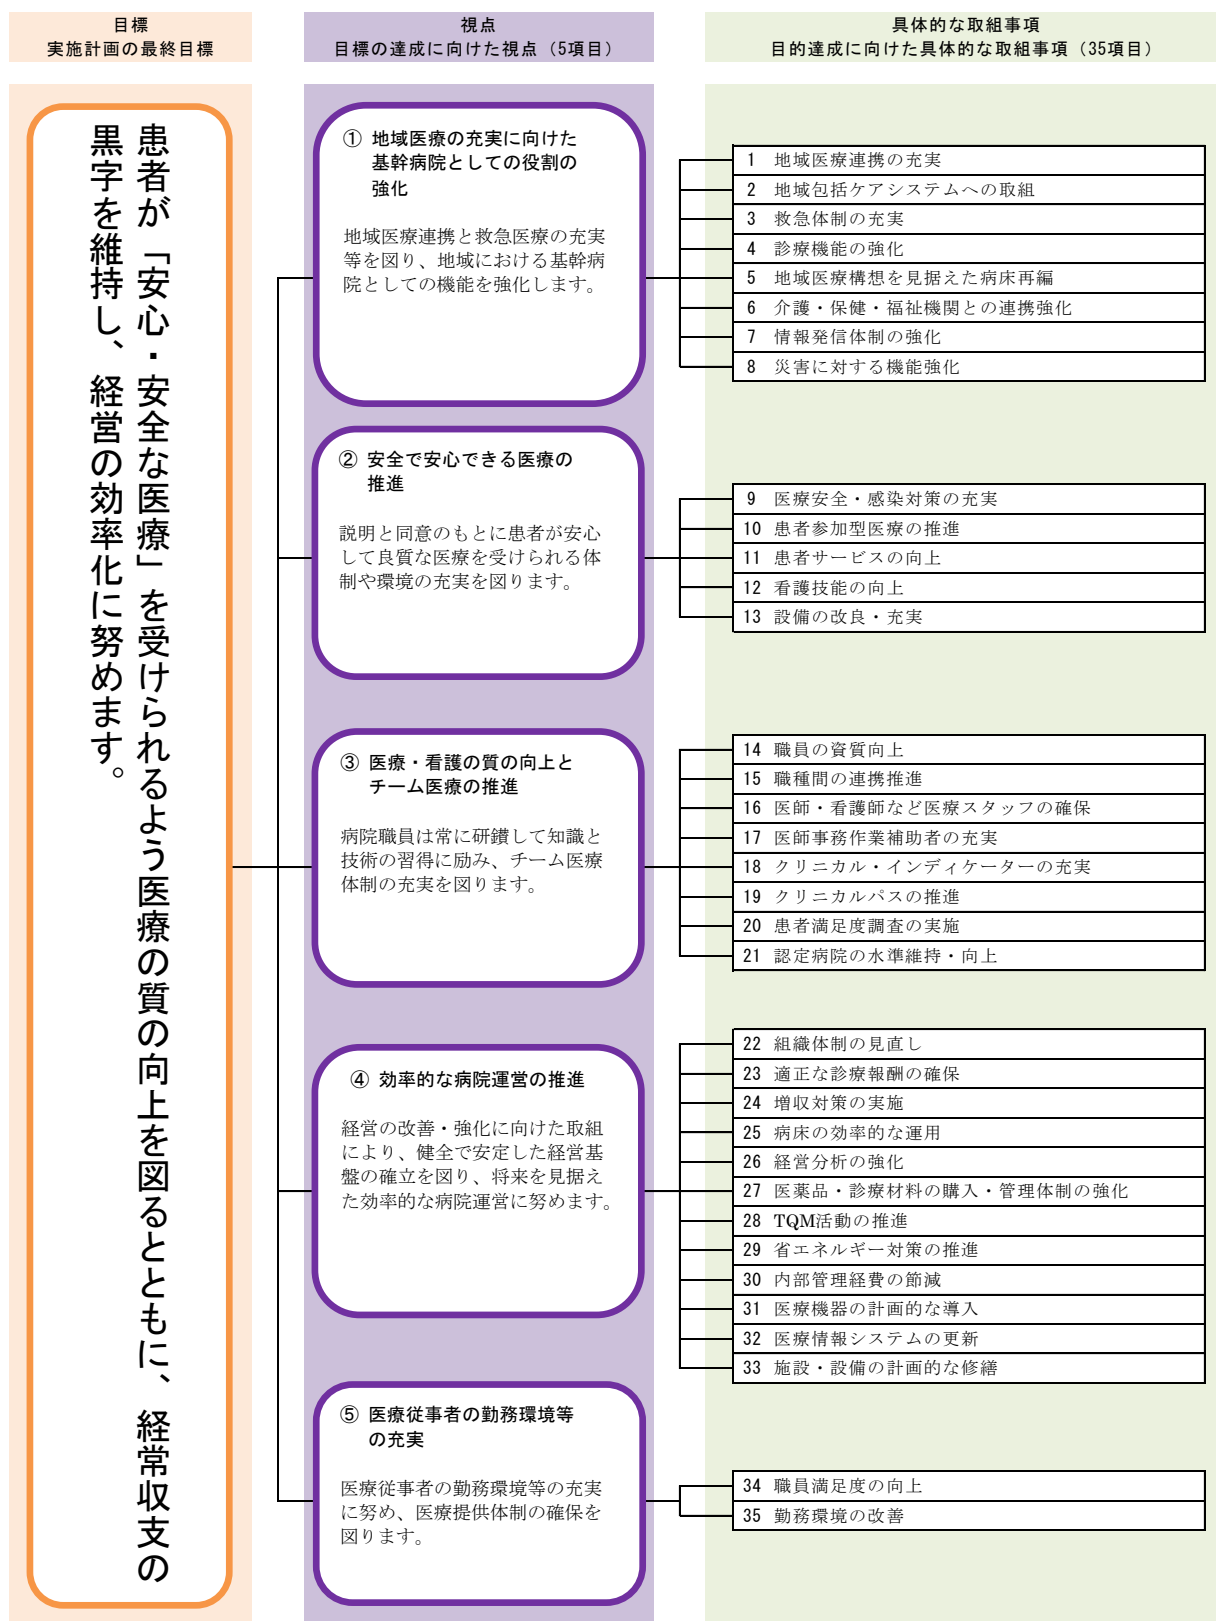 目標
実施計画の最終目標
視点
目標の達成に向けた視点（5項目）
具体的な取組事項
目的達成に向けた具体的な取組事項（35項目）
患者が「安心・安全な医療」を受けられるよう医療の質の向上を図るとともに、経常収支の
黒字を維持し、経営の効率化に努めます。
① 地域医療の充実に向けた
基幹病院としての役割の
強化
地域医療連携と救急医療の充実
等を図り、地域における基幹病
院としての機能を強化します。
1 地域医療連携の充実
2 地域包括ケアシステムへの取組
3 救急体制の充実
4 診療機能の強化
5 地域医療構想を見据えた病床再編
6 介護・保健・福祉機関との連携強化
7 情報発信体制の強化
8 災害に対する機能強化
② 安全で安心できる医療の
推進
説明と同意のもとに患者が安心
して良質な医療を受けられる体
制や環境の充実を図ります。
9 医療安全・感染対策の充実
10 患者参加型医療の推進
11 患者サービスの向上
12 看護技能の向上
13 設備の改良・充実
③ 医療・看護の質の向上と
チーム医療の推進
病院職員は常に研鑽して知識と
技術の習得に励み、チーム医療
体制の充実を図ります。
14 職員の資質向上
15 職種間の連携推進
16 医師・看護師など医療スタッフの確保
17 医師事務作業補助者の充実
18 クリニカル・インディケーターの充実
19 クリニカルパスの推進
20 患者満足度調査の実施
21 認定病院の水準維持・向上
④ 効率的な病院運営の推進
経営の改善・強化に向けた取組
により、健全で安定した経営基
盤の確立を図り、将来を見据え
た効率的な病院運営に努めます。
22 組織体制の見直し
23 適正な診療報酬の確保
24 増収対策の実施
25 病床の効率的な運用
26 経営分析の強化
27 医薬品・診療材料の購入・管理体制の強化
28 TQM活動の推進
29 省エネルギー対策の推進
30 内部管理経費の節減
31 医療機器の計画的な導入
32 医療情報システムの更新
33 施設・設備の計画的な修繕
⑤ 医療従事者の勤務環境等
の充実
医療従事者の勤務環境等の充実
に努め、医療提供体制の確保を
図ります。
34 職員満足度の向上
35 勤務環境の改善